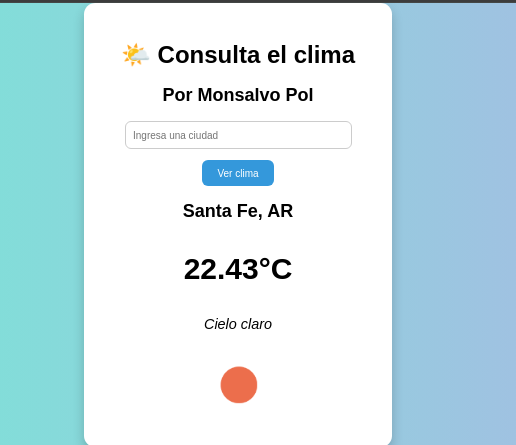 Consulta el clima
Por Monsalvo Pol
Ingresa una ciudad
Ver clima
Santa Fe, AR
22.43°C
Cielo claro